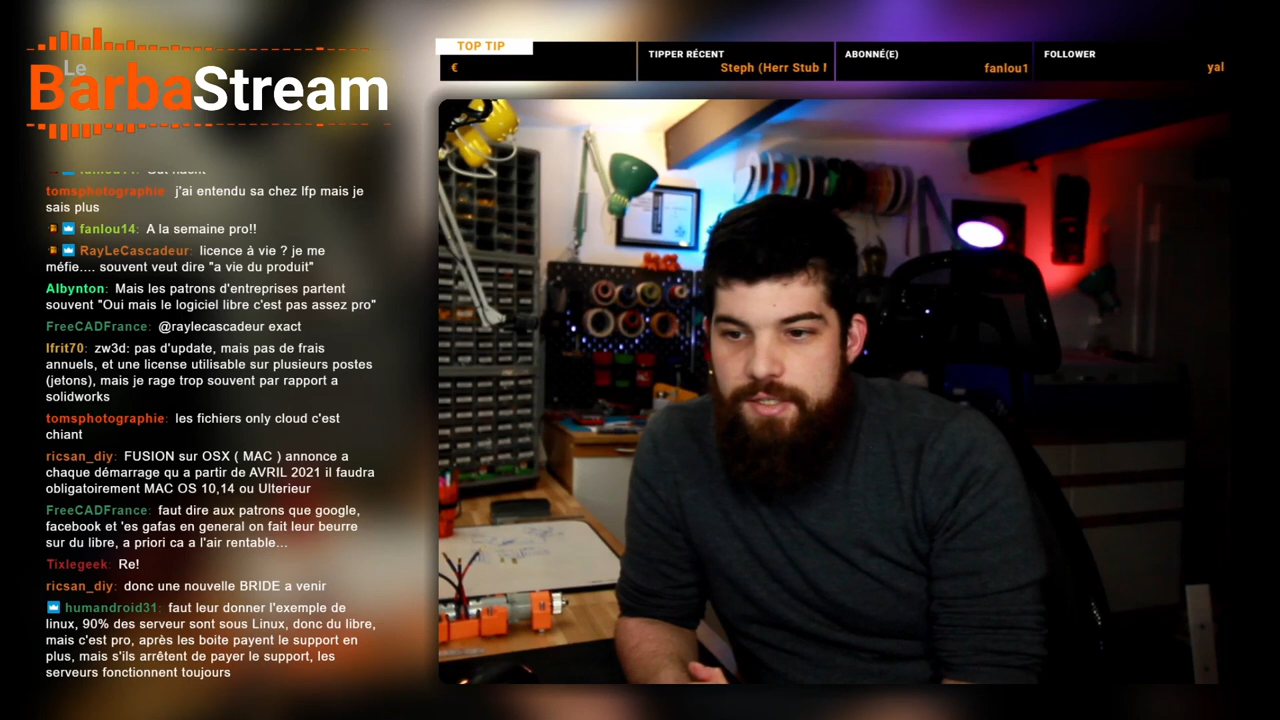 Le
BarbaStream
TOP TIP
€
TIPPER RÉCENT
Steph (Herr Stub
ABONNÉ(E)
fanlou1
FOLLOWER
yal
tomsphotographie j'ai entendu sa chez lfp mais je
sais plus
fanlou14: A la semaine pro!!
RayLeCascadeur: licence à vie ? je me
méfie.... souvent veut dire "a vie du produit"
Albynton: Mais les patrons d'entreprises partent
souvent "Oui mais le logiciel libre c'est pas assez pro"
FreeCADFrance: @raylecascadeur exact
Ifrit70: zw3d: pas d'update, mais pas de frais
annuels, et une license utilisable sur plusieurs postes
(jetons), mais je rage trop souvent par rapport a
solidworks
tomsphotographie: les fichiers only cloud c'est
chiant
ricsan_diy: FUSION sur OSX ( MAC ) annonce a
chaque démarrage qu a partir de AVRIL 2021 il faudra
obligatoirement MAC OS 10,14 ou Ulterieur
FreeCADFrance: faut dire aux patrons que google,
facebook et 'es gafas en general on fait leur beurre
sur du libre, a priori ca a l'air rentable...
Tixlegeek: Re!
ricsan_diy: donc une nouvelle BRIDE a venir
humandroid31: faut leur donner l'exemple de
linux, 90% des serveur sont sous Linux, donc du libre,
mais c'est pro, après les boite payent le support en
plus, mais s'ils arrêtent de payer le support, les
serveurs fonctionnent toujours